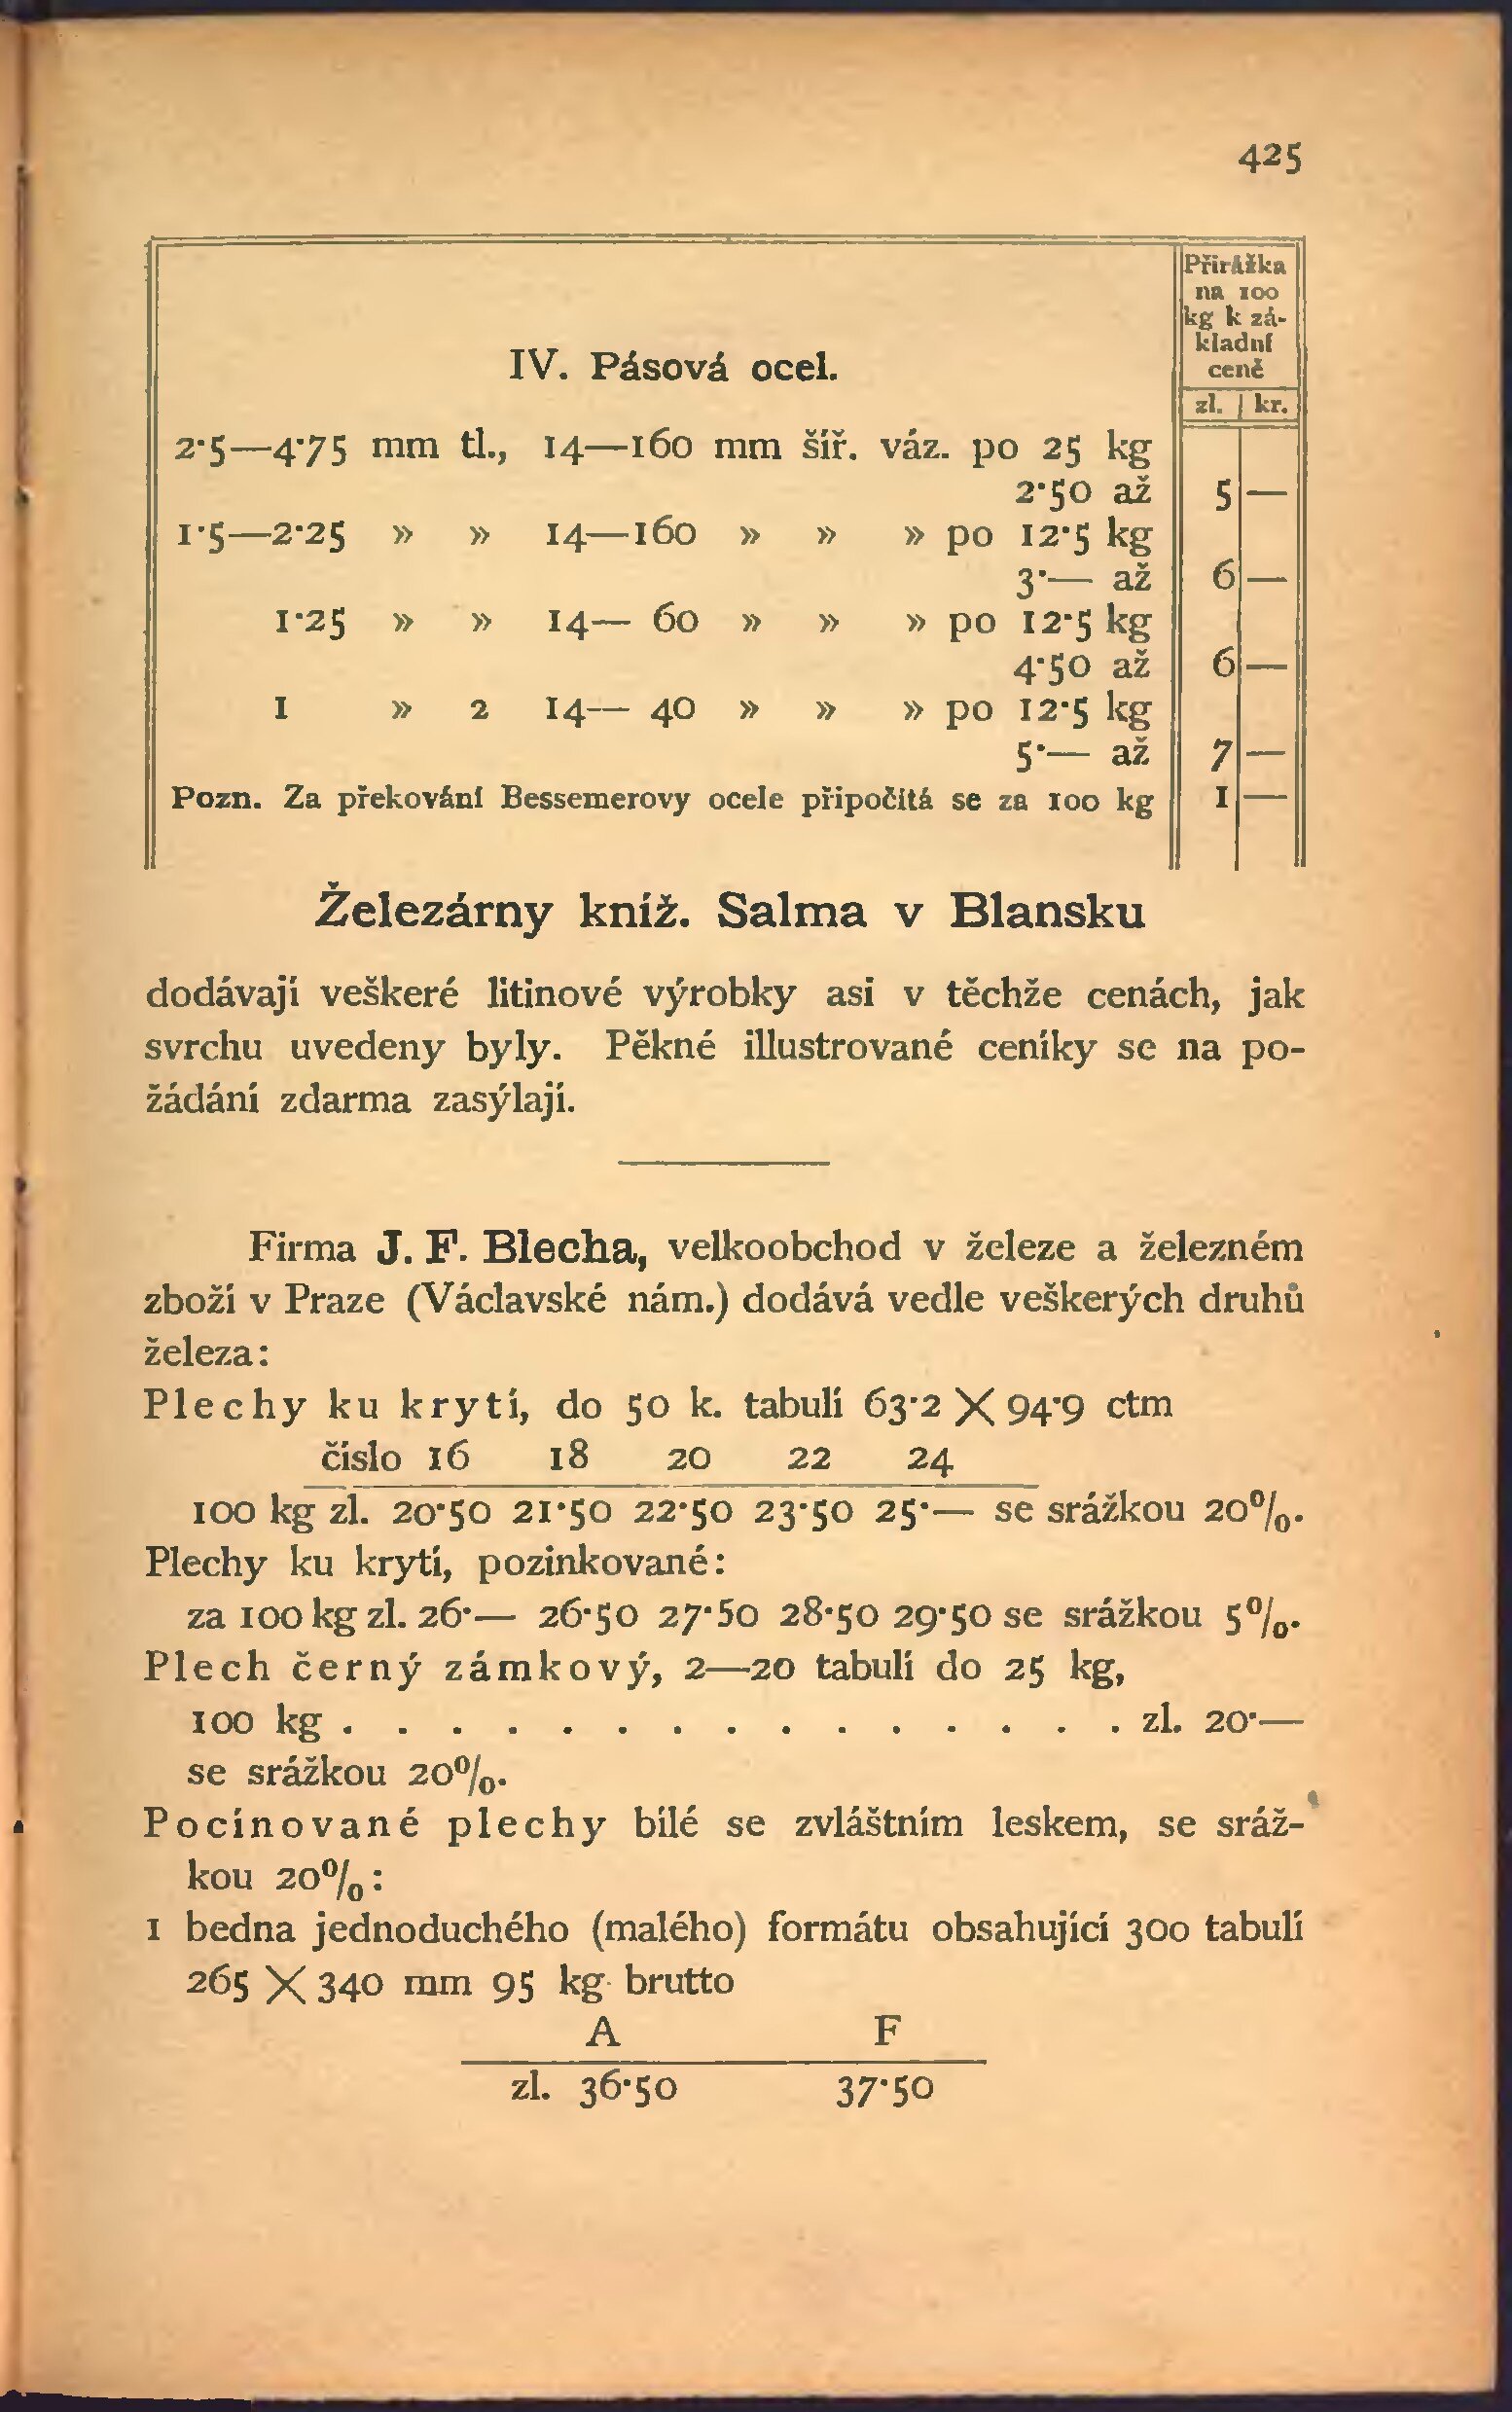 425
Přirážka
na 100
kg k zá-
kladní
ceně
IV. Pásová ocel.
zl. kr.
2·5—4·75 mm tl., 14—160 mm šíř. váz. po 25 kg
2·50 až 5 —
1·5—2·25 » » 14—160 » » » po 12·5 kg
3·— až 6 —
1·25 » » 14— 60 » » » po 12·5 kg
4·50 až 6 —
1 » 2 14— 40 » » » po 12·5 kg
5·— až 7 —
Pozn. Za překování Bessemerovy ocele připočítá se za 100 kg 1 —
Železárny kníž. Salma v Blansku
dodávají veškeré litinové výrobky asi v těchže cenách, jak
svrchu uvedeny byly. Pěkné illustrované ceníky se na po-
žádání zdarma zasýlají.
Firma J. F. Blecha, velkoobchod v železe a železném
zboží v Praze (Václavské nám.) dodává vedle veškerých druhů
železa:
Plechy ku krytí, do 50 k. tabulí 63·2 X 94·9 ctm
číslo 16 18 20 22 24
100 kg zl. 20·50 21·50 22·50 23·50 25·— se srážkou 20%.
Plechy ku krytí, pozinkované:
za 100 kg zl. 26·— 26·50 27·50 28·50 29·50 se srážkou 5%.
Plech černý zámkový, 2—20 tabulí do 25 kg,
100 kg . . . . . . . . . . . . . . . zl. 20·—
se srážkou 20%.
Pocínované plechy bílé se zvláštním leskem, se sráž-
kou 20%:
1 bedna jednoduchého (malého) formátu obsahující 300 tabulí
265 X 340 mm 95 kg brutto
A F
zl. 36·50 37·50